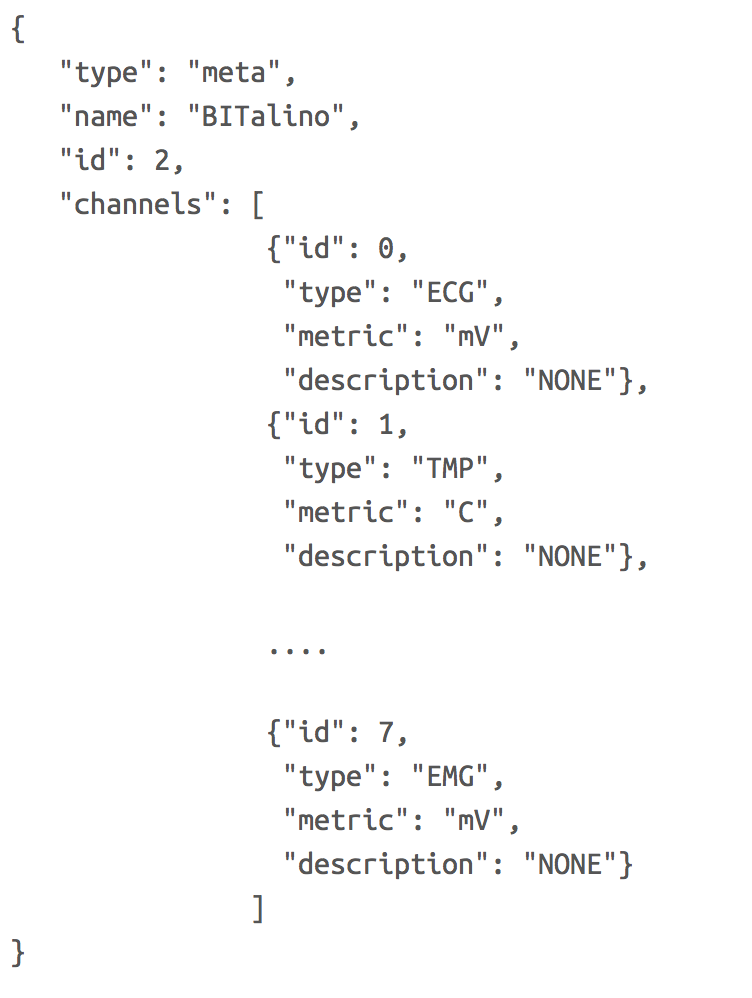 {
"type": "meta",
"name": "BITalino",
"id": 2,
"channels": [
{"id": 0,
"type": "ECG",
"metric": "mV",
"description": "NONE"},
{"id": 1,
"type": "TMP",
"metric": "C",
"description": "NONE"},
....
{"id": 7,
"type": "EMG",
"metric": "mV",
"description": "NONE"}
]
}